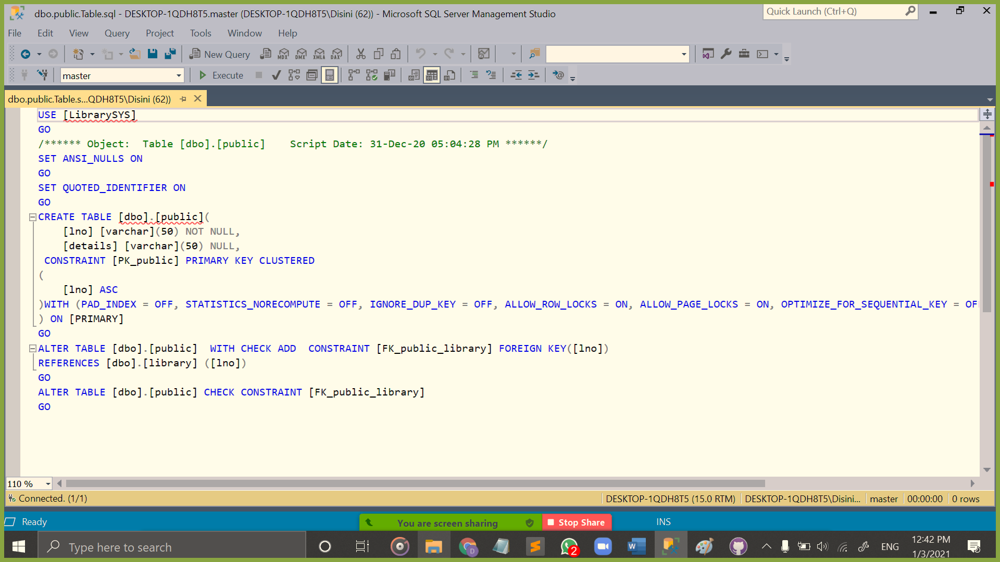 dbo.public.Table.sql - DESKTOP-1QDH8T5.master (DESKTOP-1QDH8T5\Disini (62)) - Microsoft SQL Server Management Studio
Quick Launch (Ctrl+Q)
File Edit View Query Project Tools Window Help
New Query MDX DMX XMLA DAX
master Execute
dbo.public.Table.s...QDH8T5\Disini (62))
USE [LibrarySYS]
GO
/****** Object:  Table [dbo].[public]    Script Date: 31-Dec-20 05:04:28 PM ******/
SET ANSI_NULLS ON
GO
SET QUOTED_IDENTIFIER ON
GO
CREATE TABLE [dbo].[public](
    [lno] [varchar](50) NOT NULL,
    [details] [varchar](50) NULL,
 CONSTRAINT [PK_public] PRIMARY KEY CLUSTERED
(
    [lno] ASC
)WITH (PAD_INDEX = OFF, STATISTICS_NORECOMPUTE = OFF, IGNORE_DUP_KEY = OFF, ALLOW_ROW_LOCKS = ON, ALLOW_PAGE_LOCKS = ON, OPTIMIZE_FOR_SEQUENTIAL_KEY = OF
) ON [PRIMARY]
GO
ALTER TABLE [dbo].[public]  WITH CHECK ADD  CONSTRAINT [FK_public_library] FOREIGN KEY([lno])
REFERENCES [dbo].[library] ([lno])
GO
ALTER TABLE [dbo].[public] CHECK CONSTRAINT [FK_public_library]
GO
110 %
Connected. (1/1) DESKTOP-1QDH8T5 (15.0 RTM) DESKTOP-1QDH8T5\Disini... master 00:00:00 0 rows
Ready You are screen sharing Stop Share INS
Type here to search D 2 W ENG 12:42 PM
1/3/2021